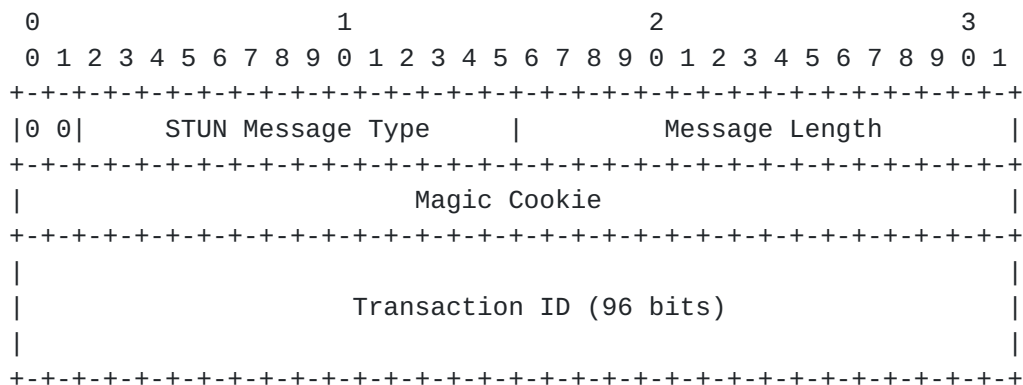 0                   1                   2                   3
0 1 2 3 4 5 6 7 8 9 0 1 2 3 4 5 6 7 8 9 0 1 2 3 4 5 6 7 8 9 0 1
+-+-+-+-+-+-+-+-+-+-+-+-+-+-+-+-+-+-+-+-+-+-+-+-+-+-+-+-+-+-+-+-+
|0 0|     STUN Message Type     |         Message Length        |
+-+-+-+-+-+-+-+-+-+-+-+-+-+-+-+-+-+-+-+-+-+-+-+-+-+-+-+-+-+-+-+-+
|                         Magic Cookie                          |
+-+-+-+-+-+-+-+-+-+-+-+-+-+-+-+-+-+-+-+-+-+-+-+-+-+-+-+-+-+-+-+-+
|                                                               |
|                     Transaction ID (96 bits)                  |
|                                                               |
+-+-+-+-+-+-+-+-+-+-+-+-+-+-+-+-+-+-+-+-+-+-+-+-+-+-+-+-+-+-+-+-+